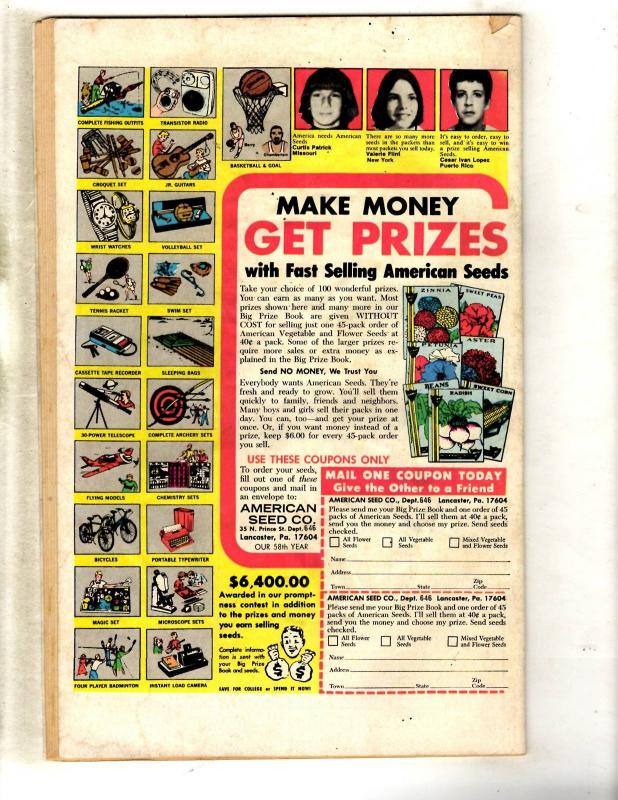 COMPLETE FISHING OUTFITS
TRANSISTOR RADIO
CROQUET SET
JR. GUITARS
WRIST WATCHES
VOLLEYBALL SET
TENNIS RACKET
SWIM SET
CASSETTE TAPE RECORDER
SLEEPING BAGS
30-POWER TELESCOPE
COMPLETE ARCHERY SETS
FLYING MODELS
CHEMISTRY SETS
BICYCLES
PORTABLE TYPEWRITER
MAGIC SET
MICROSCOPE SETS
FOUR PLAYER BADMINTON
INSTANT LOAD CAMERA
Barry
Chamberlain
BASKETBALL & GOAL
America needs American
Seeds
Curtis Patrick
Missouri
There are so many more
seeds in the packets than
most packets you sell today.
Valerie Flint
New York
It's easy to order, easy to
sell, and it's easy to win
a prize selling American
Seeds.
Cesar Ivan Lopez
Puerto Rico
MAKE MONEY
GET PRIZES
with Fast Selling American Seeds
Take your choice of 100 wonderful prizes.
You can earn as many as you want. Most
prizes shown here and many more in our
Big Prize Book are given WITHOUT
COST for selling just one 45-pack order of
American Vegetable and Flower Seeds at
40¢ a pack. Some of the larger prizes re-
quire more sales or extra money as ex-
plained in the Big Prize Book.
Send NO MONEY, We Trust You
Everybody wants American Seeds. They're
fresh and ready to grow. You'll sell them
quickly to family, friends and neighbors.
Many boys and girls sell their packs in one
day. You can, too—and get your prize at
once. Or, if you want money instead of a
prize, keep $6.00 for every 45-pack order
you sell.
ZINNIA
SWEET PEAS
PETUNIA
ASTER
BEANS
RADISH
SWEET CORN
USE THESE COUPONS ONLY
To order your seeds,
fill out one of these
coupons and mail in
an envelope to:
AMERICAN
SEED CO.
35 N. Prince St. Dept. 646
Lancaster, Pa. 17604
OUR 58th YEAR
$6,400.00
Awarded in our prompt-
ness contest in addition
to the prizes and money
you earn selling
seeds.
Complete informa-
tion is sent with
your Big Prize
Book and seeds.
$ $
SAVE FOR COLLEGE or SPEND IT NOW!
MAIL ONE COUPON TODAY
Give the Other to a Friend
AMERICAN SEED CO., Dept. 646 Lancaster, Pa. 17604
Please send me your Big Prize Book and one order of 45
packs of American Seeds. I'll sell them at 40¢ a pack,
send you the money and choose my prize. Send seeds
checked.
All Flower Seeds
All Vegetable Seeds
Mixed Vegetable and Flower Seeds
Name
Address
Town State Zip Code
AMERICAN SEED CO., Dept. 646 Lancaster, Pa. 17604
Please send me your Big Prize Book and one order of 45
packs of American Seeds. I'll sell them at 40¢ a pack,
send you the money and choose my prize. Send seeds
checked.
All Flower Seeds
All Vegetable Seeds
Mixed Vegetable and Flower Seeds
Name
Address
Town State Zip Code